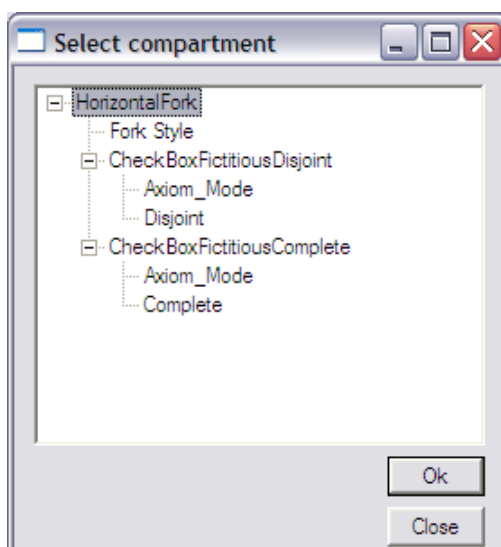 Select compartment
HorizontalFork
Fork Style
CheckBoxFictitiousDisjoint
Axiom_Mode
Disjoint
CheckBoxFictitiousComplete
Axiom_Mode
Complete
Ok
Close